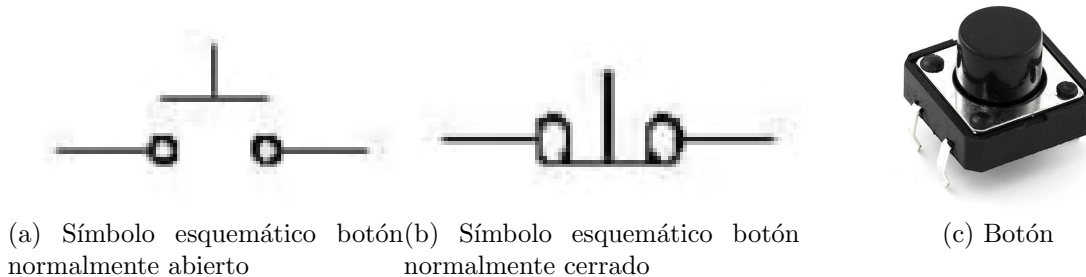 (a) Símbolo esquemático botón
normalmente abierto
(b) Símbolo esquemático botón
normalmente cerrado
(c) Botón